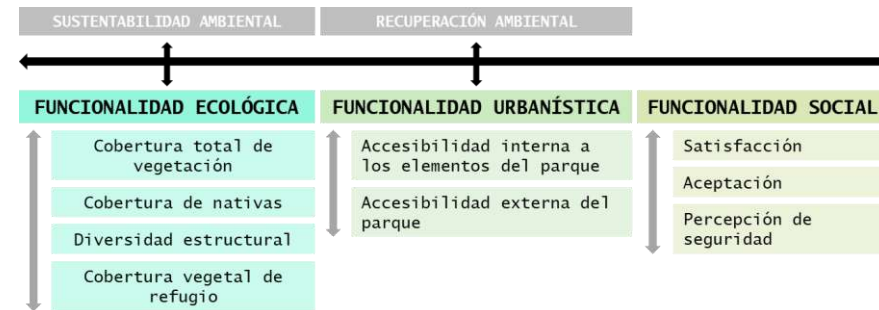 SUSTENTABILIDAD AMBIENTAL
RECUPERACIÓN AMBIENTAL
FUNCIONALIDAD ECOLÓGICA
Cobertura total de
vegetación
Cobertura de nativas
Diversidad estructural
Cobertura vegetal de
refugio
FUNCIONALIDAD URBANÍSTICA
Accesibilidad interna a
los elementos del parque
Accesibilidad externa del
parque
FUNCIONALIDAD SOCIAL
Satisfacción
Aceptación
Percepción de
seguridad